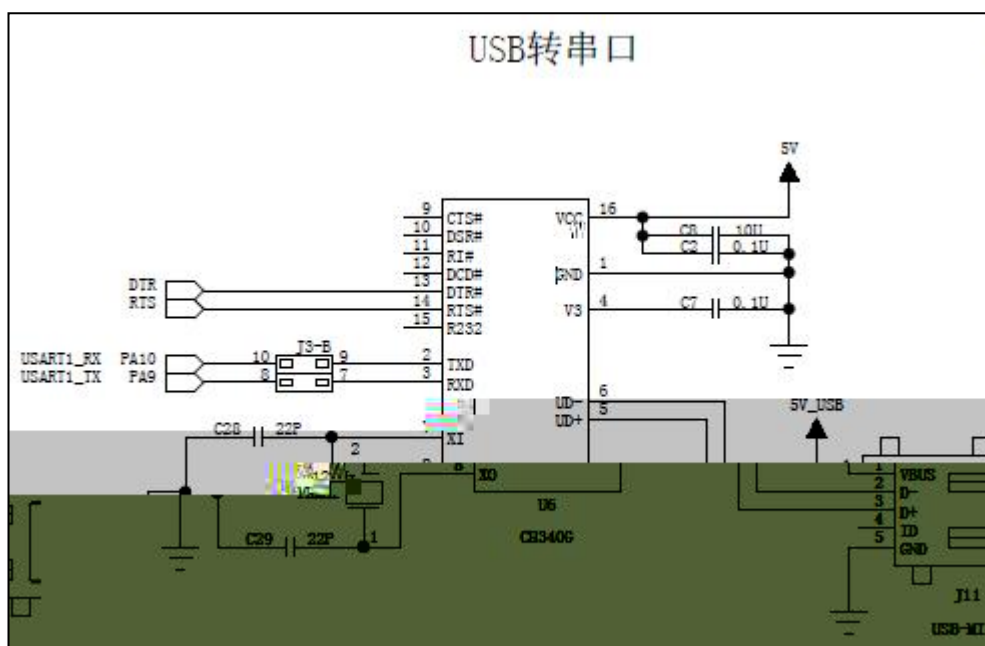 USB转串口
5V
9 CTS# VCC 16
10 DSR# C8 10U
11 RI# C2 0.1U
12 DCD# GND 1
DTR 13 DTR#
RTS 14 RTS# V3 4 C7 0.1U
15 R232
J3-B
USART1_RX PA10 10 9 2 TXD
USART1_TX PA9 8 7 3 RXD
UD- 6
UD+ 5
5V_USB
C28 22P XI
2
XO
1 VBUS
2 D-
3 D+
4 ID
5 GND
U6
CH340G
C29 22P 1
J11